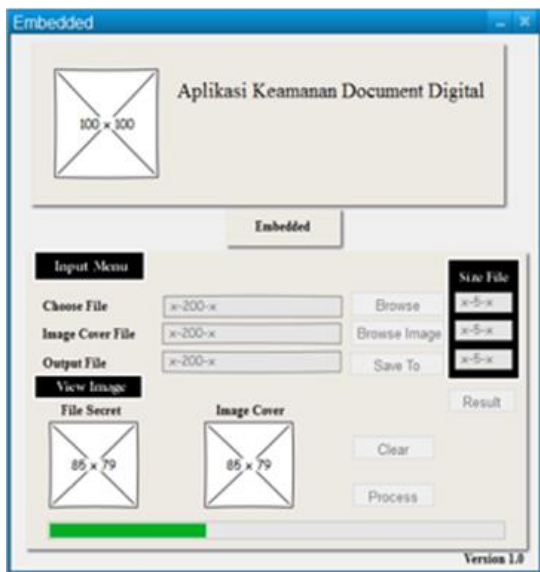 Embedded
Aplikasi Keamanan Document Digital
100 x 100
Embedded
Input Menu
Size File
Choose File x-200-x Browse x-5-x
Image Cover File x-200-x Browse Image x-5-x
Output File x-200-x Save To x-5-x
View Image
Result
File Secret Image Cover
Clear
85 x 79 85 x 79
Process
Version 1.0